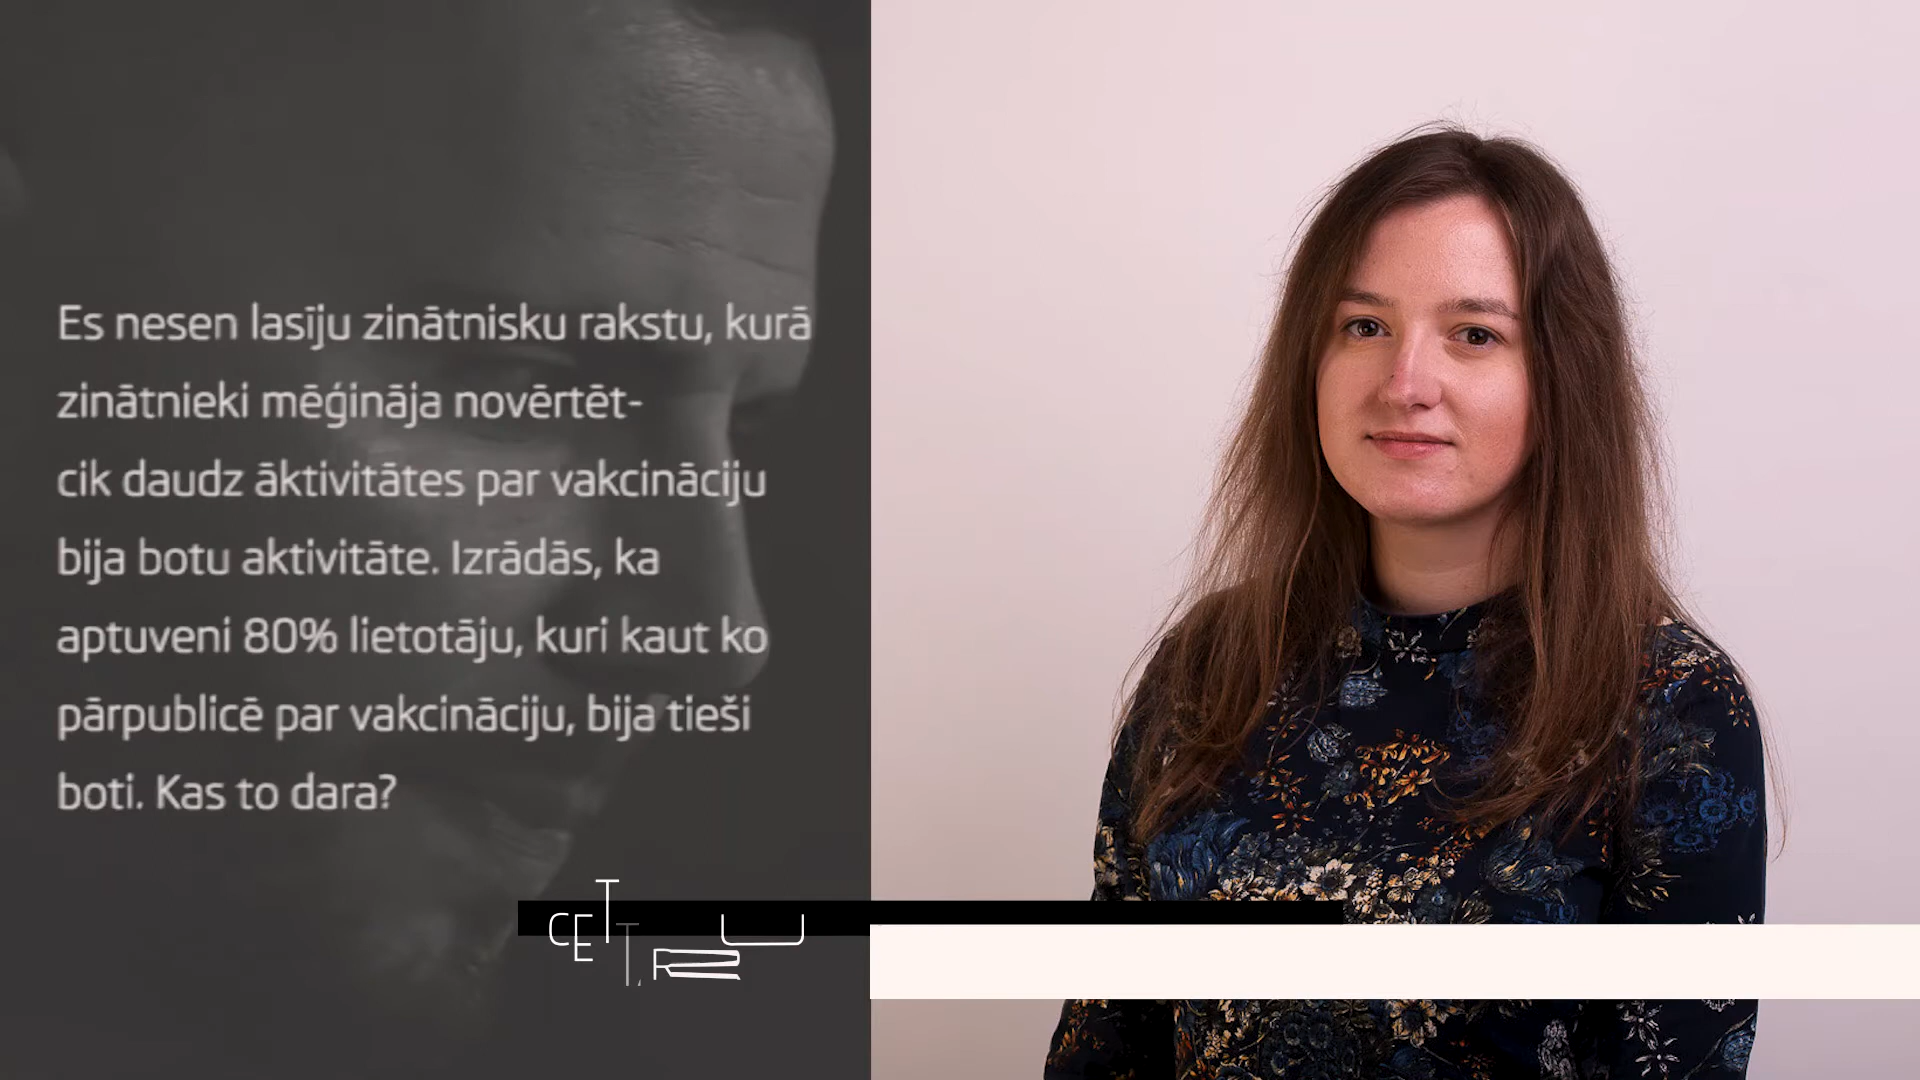 Es nesen lasīju zinātnisku rakstu, kurā
zinātnieki mēģināja novērtēt-
cik daudz āktivitātes par vakcināciju
bija botu aktivitāte. Izrādās, ka
aptuveni 80% lietotāju, kuri kaut ko
pārpublicē par vakcināciju, bija tieši
boti. Kas to dara?